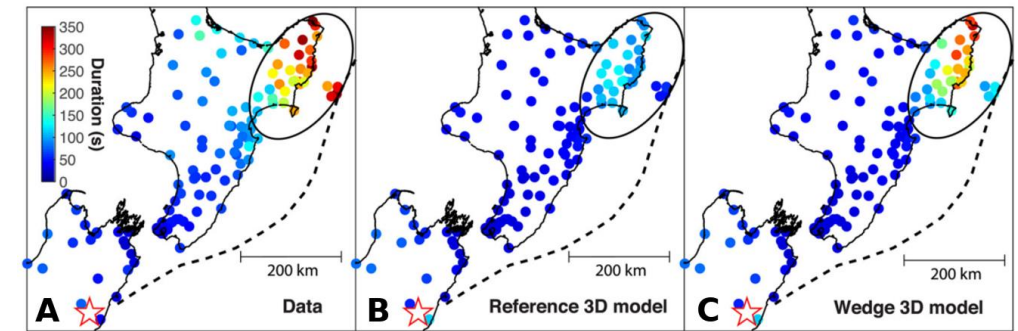 350
300
250
200
150
100
50
0
Duration (s)
200 km
A
Data
200 km
B
Reference 3D model
200 km
C
Wedge 3D model